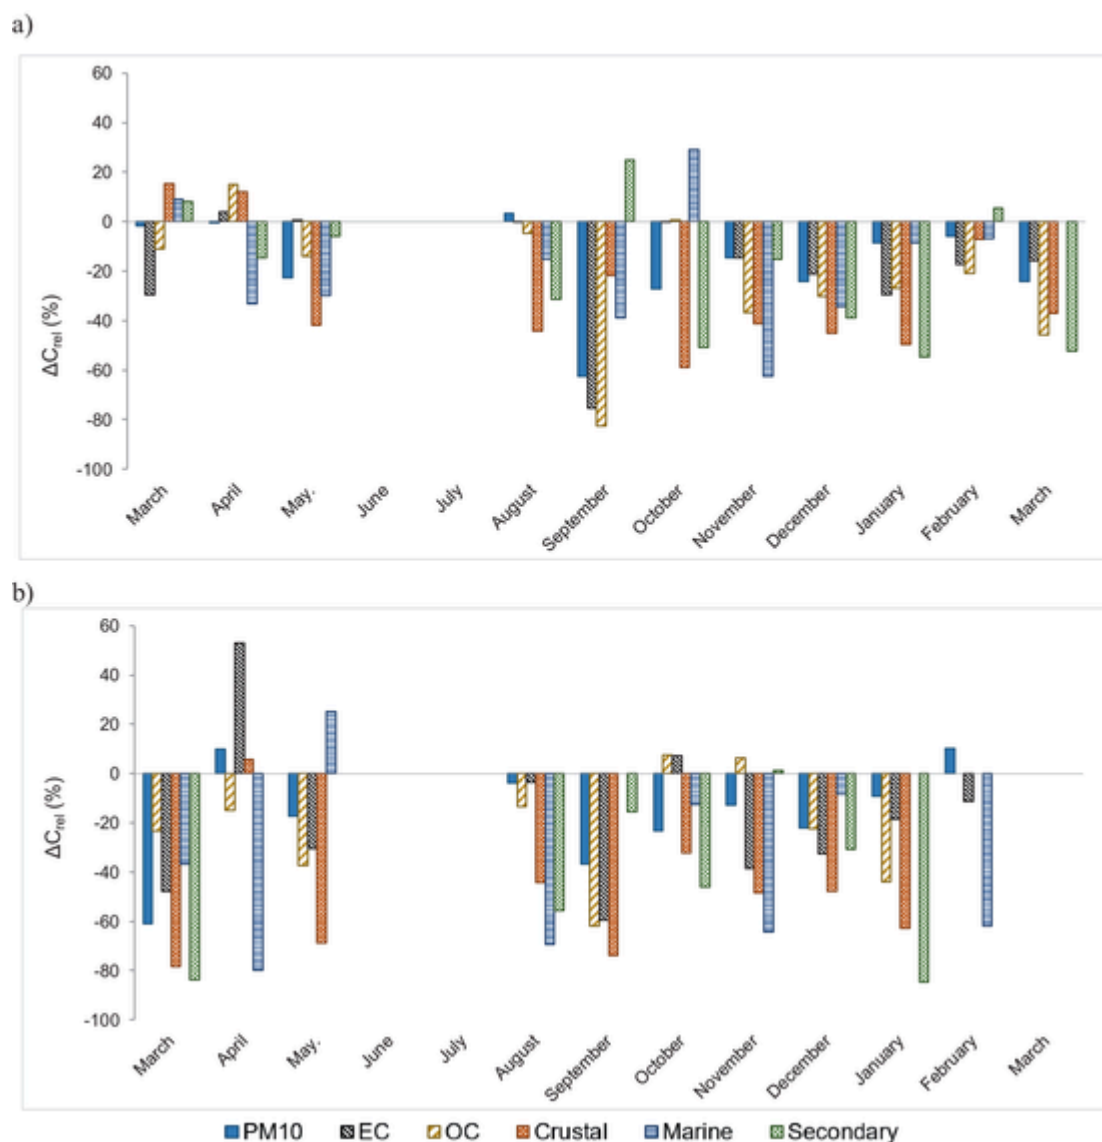 a)
60
40
20
0
-20
-40
-60
-80
-100
ΔCrel (%)
March
April
May.
June
July
August
September
October
November
December
January
February
March
b)
60
40
20
0
-20
-40
-60
-80
-100
ΔCrel (%)
March
April
May.
June
July
August
September
October
November
December
January
February
March
PM10 EC OC Crustal Marine Secondary